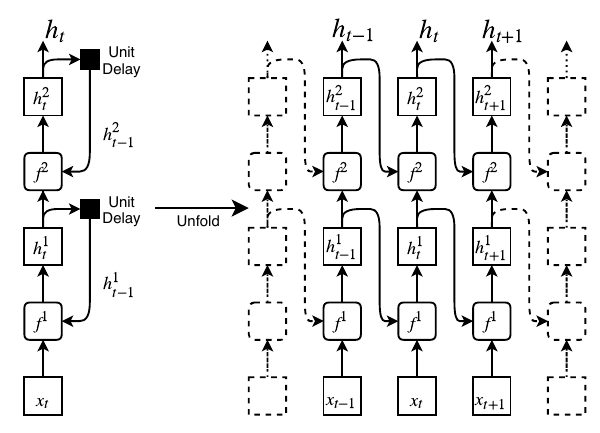 h_t h_{t-1} h_t h_{t+1}
Unit
Delay
h_t^2 h_{t-1}^2 h_t^2 h_{t+1}^2
h_{t-1}^2
f^2 f^2 f^2 f^2
Unit
Delay
Unfold
h_t^1 h_{t-1}^1 h_t^1 h_{t+1}^1
h_{t-1}^1
f^1 f^1 f^1 f^1
x_t x_{t-1} x_t x_{t+1}